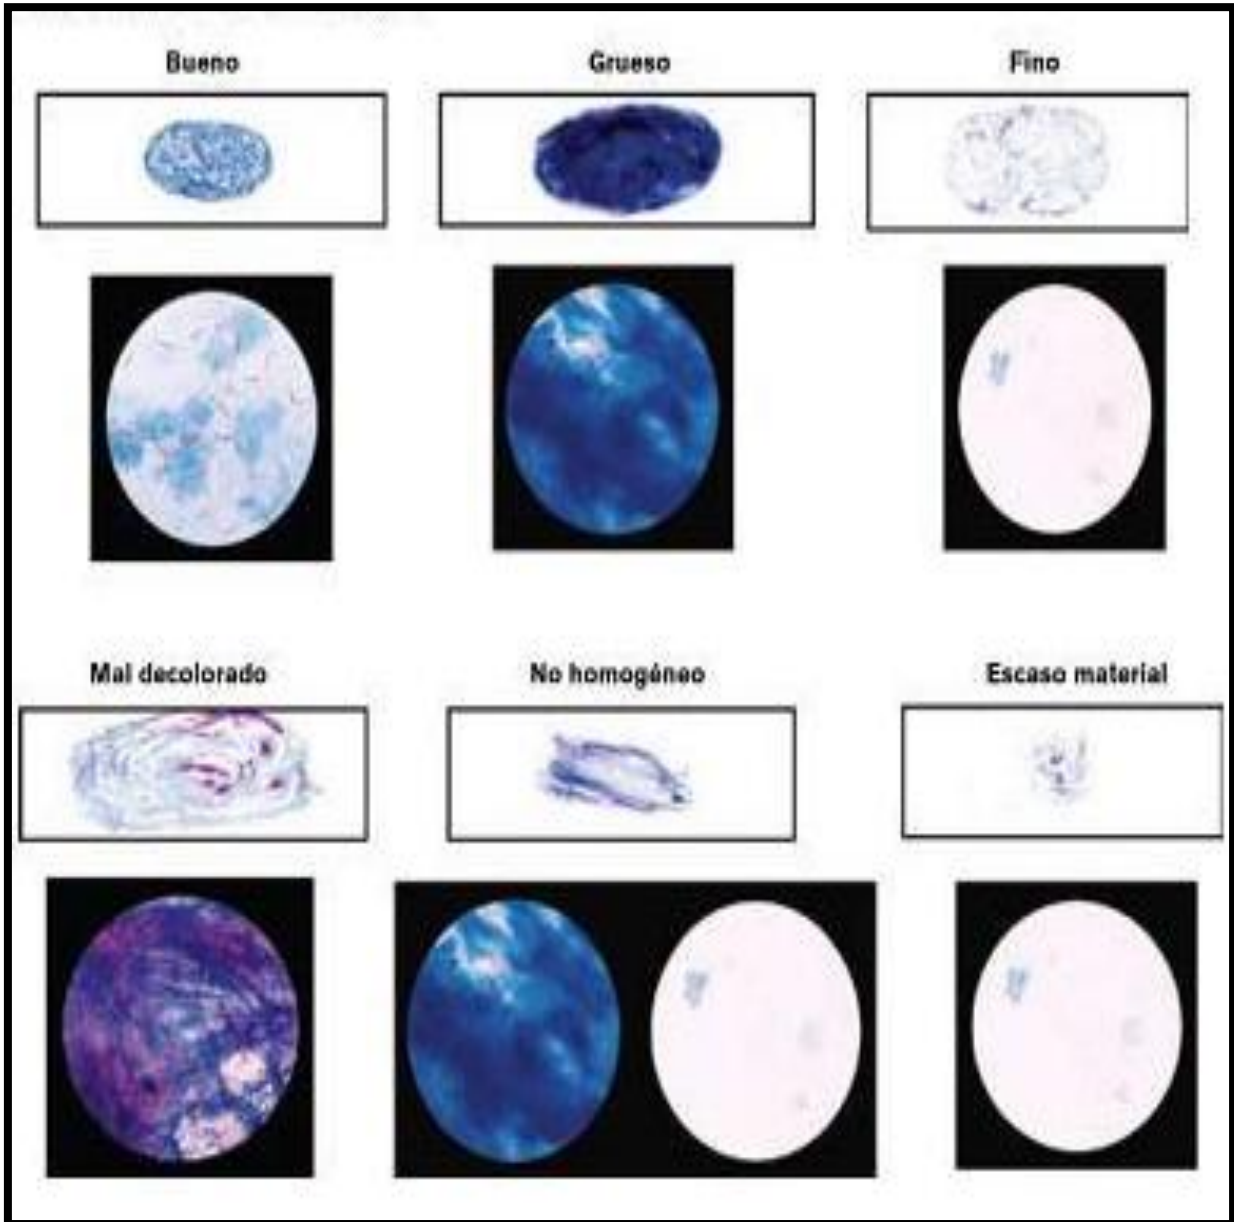 Bueno
Grueso
Fino
Mal decolorado
No homogéneo
Escaso material